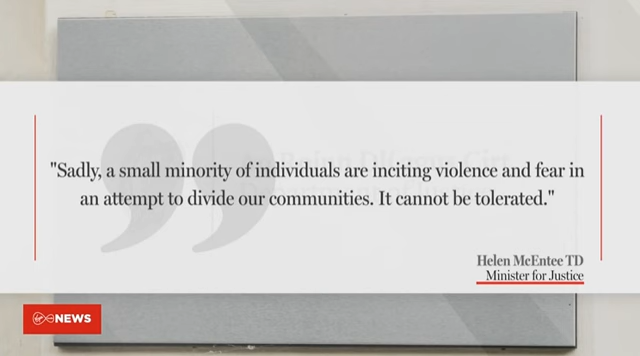 "Sadly, a small minority of individuals are inciting violence and fear in
an attempt to divide our communities. It cannot be tolerated."
Helen McEntee TD
Minister for Justice
NEWS